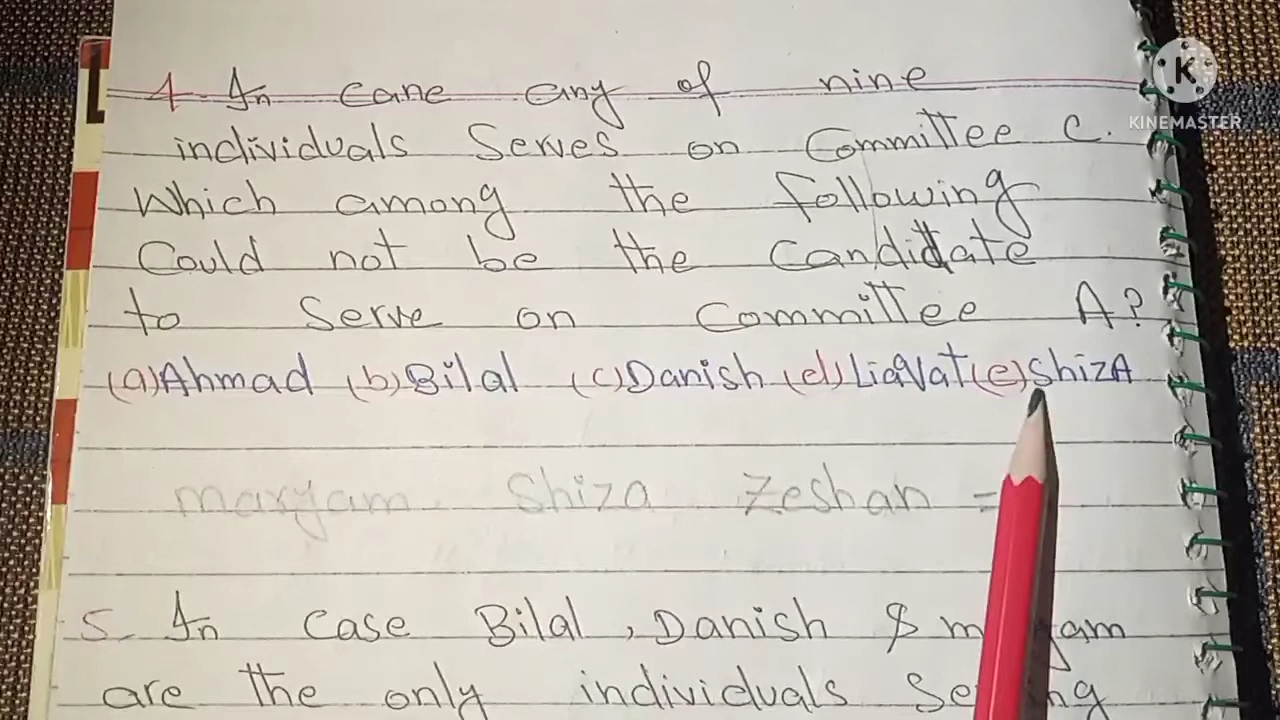 4. In cane any of nine
individuals Serves on Committee C.
Which among the following
Could not be the Candidate
to Serve on Committee A?
(a) Ahmad (b) Bilal (c) Danish (d) Liaqat (e) ShizA
maryam. Shiza Zeshan =
5. In Case Bilal, Danish &
are the only individuals
K
KINEMASTER